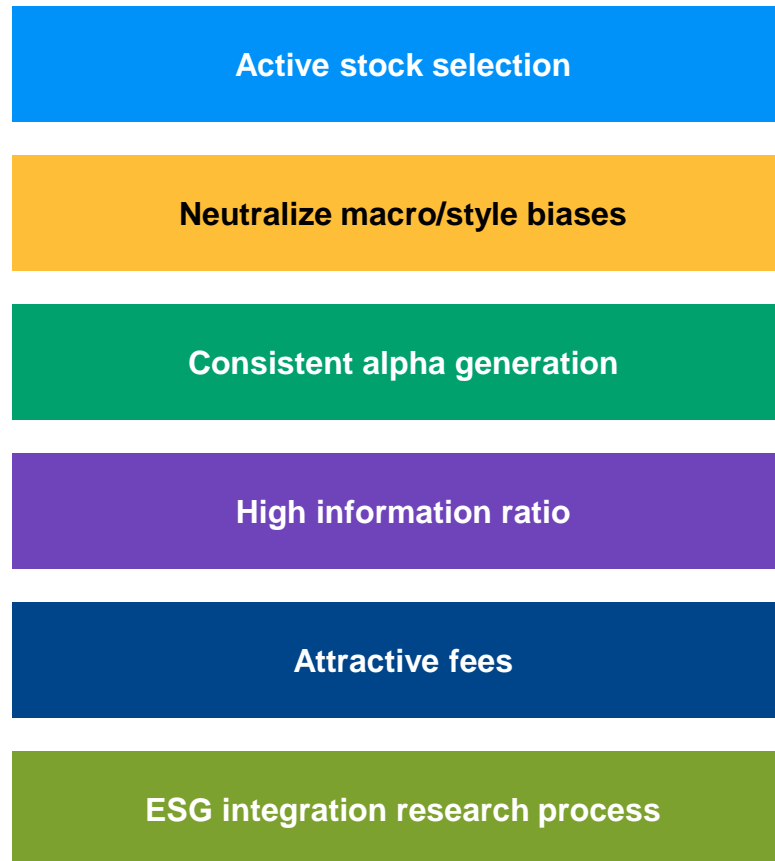 Active stock selection
Neutralize macro/style biases
Consistent alpha generation
High information ratio
Attractive fees
ESG integration research process